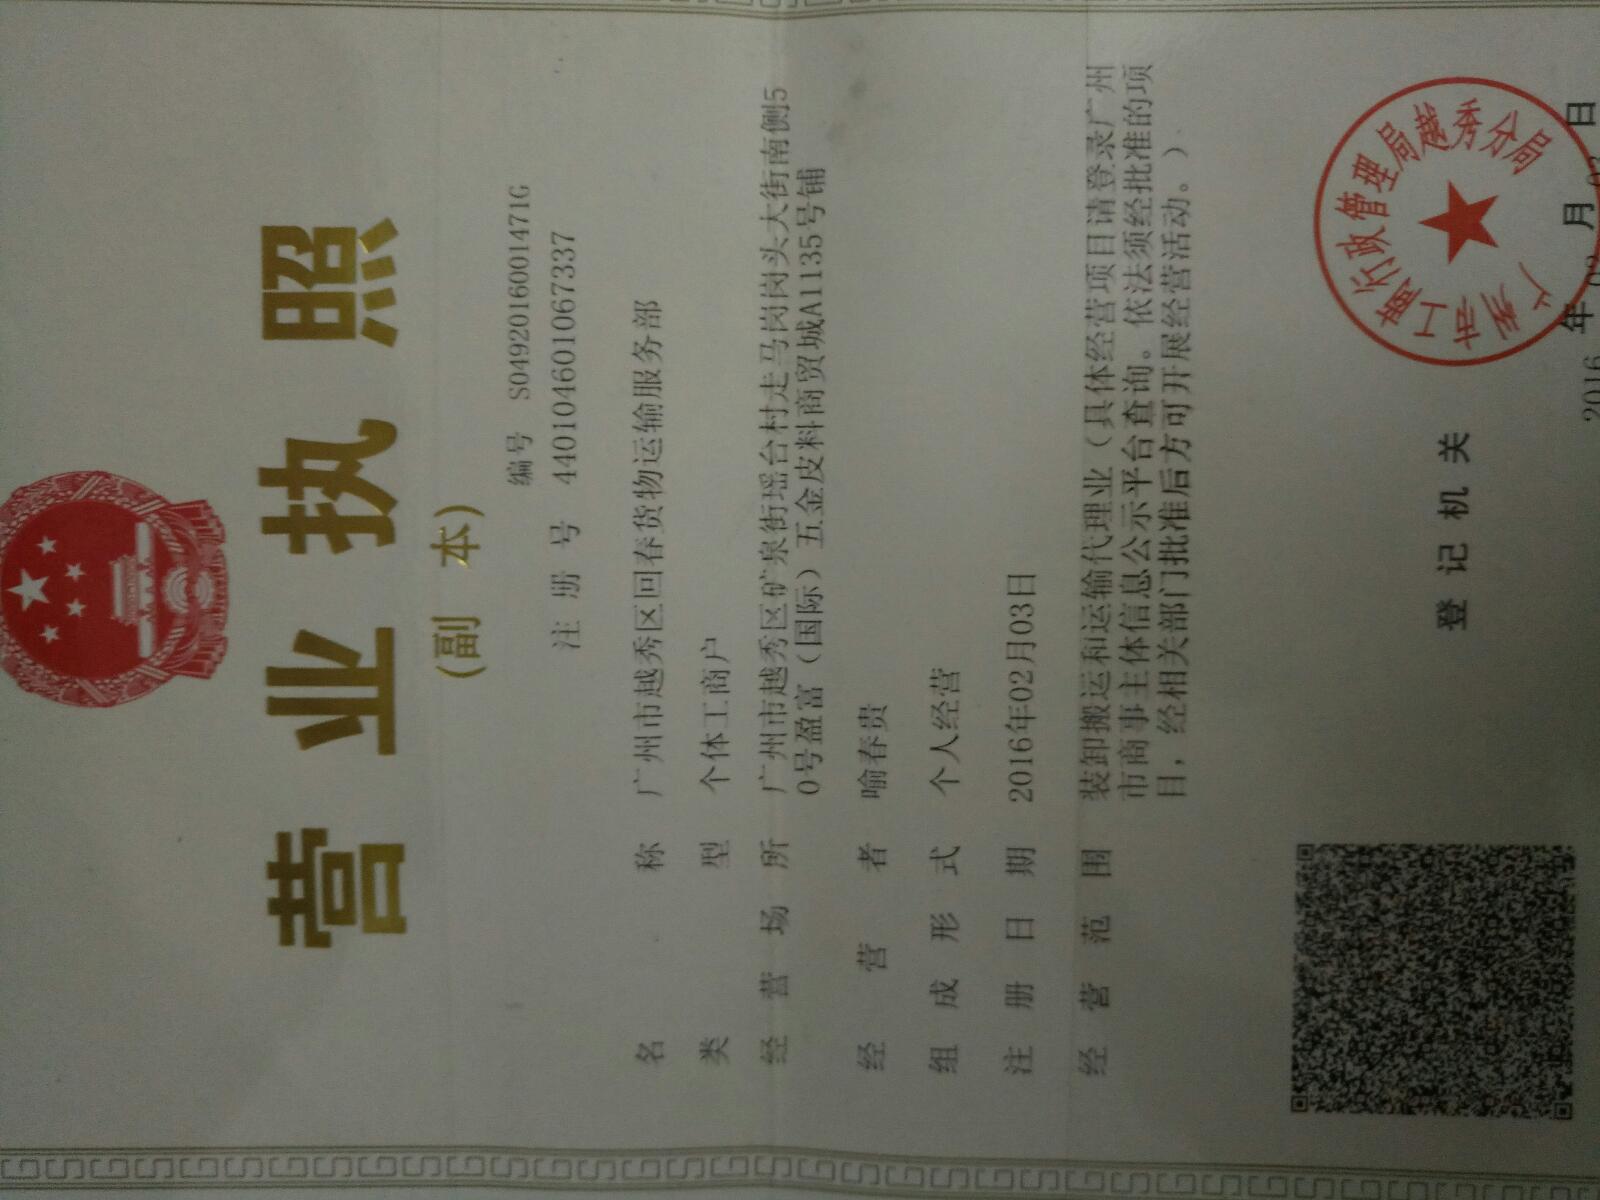 营业执照
(副 本)
编号 S0492016001471G
注册号 440104601067337
名称 广州市越秀区回春货物运输服务部
类型 个体工商户
经营场所 广州市越秀区矿泉街瑶台村走马岗岗头大街南侧5
0号盈富（国际）五金皮料商贸城A1135号铺
经营者 喻春贵
组成形式 个人经营
注册日期 2016年02月03日
经营范围 装卸搬运和运输代理业（具体经营项目请登录广州
市商事主体信息公示平台查询。依法须经批准的项
目，经相关部门批准后方可开展经营活动。）
登记机关
广州市工商行政管理局越秀分局
2016 年 02 月 03 日